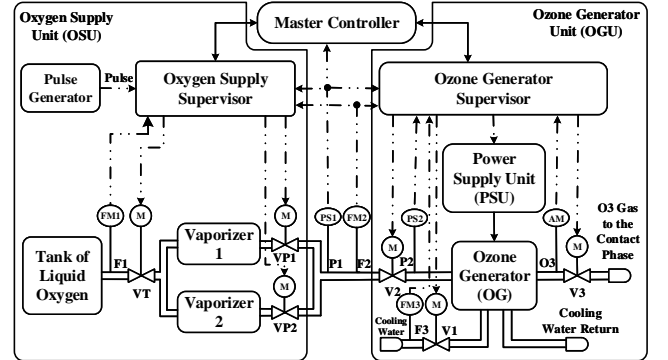 Oxygen Supply
Unit (OSU)
Master Controller
Ozone Generator
Unit (OGU)
Pulse
Generator
Pulse
Oxygen Supply
Supervisor
Ozone Generator
Supervisor
Power
Supply Unit
(PSU)
FM1
M
M
PS1
FM2
PS2
AM
O3 Gas
to the
Contact
Phase
Tank of
Liquid
Oxygen
F1
VT
Vaporizer
1
VP1
M
Vaporizer
2
VP2
P1
F2
M
P2
V2
Ozone
Generator
(OG)
O3
M
V3
FM3
M
Cooling
Water
F3
V1
Cooling
Water Return